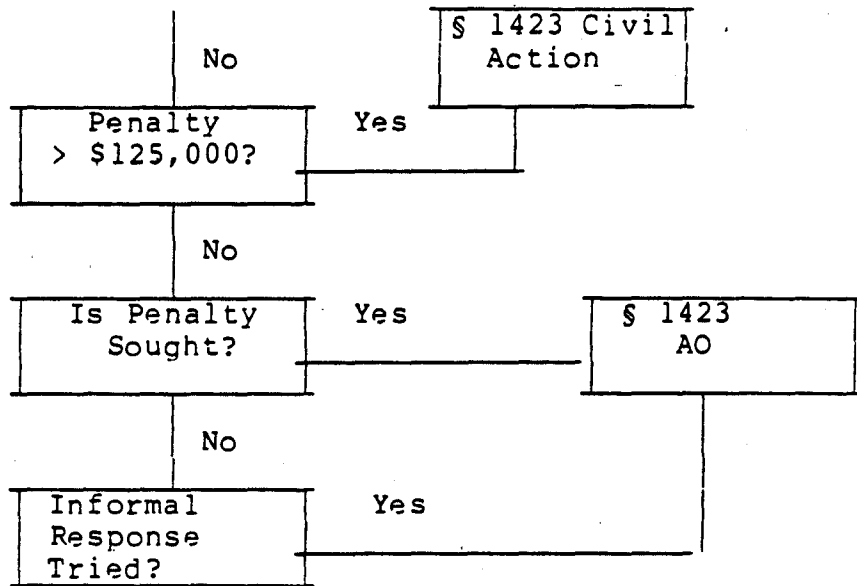 § 1423 Civil
Action
No
Penalty
> $125,000?
Yes
No
Is Penalty
Sought?
Yes
§ 1423
AO
No
Informal
Response
Tried?
Yes